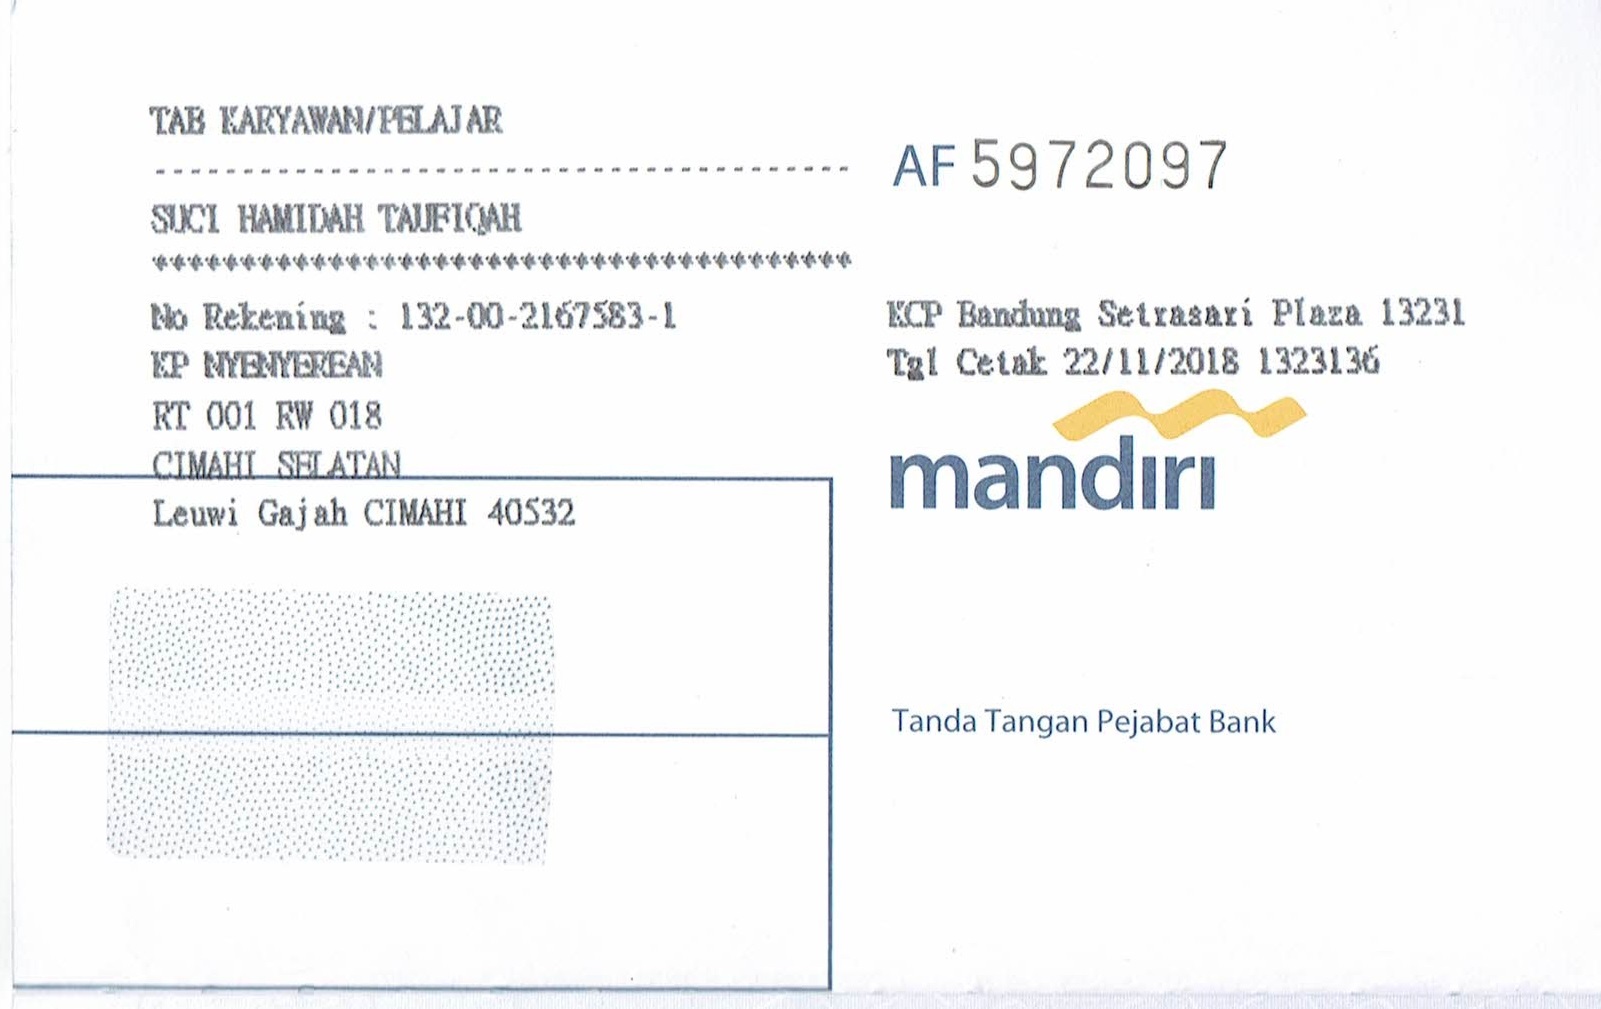 TAB KARYAWAN/PELAJAR
---------------------------------------
SUCI HAMIDAH TAUFIQAH
****************************************
No Rekening : 132-00-2167583-1
KP NYENYEREAN
RT 001 RW 018
CIMAHI SELATAN
Leuwi Gajah CIMAHI 40532
AF 5972097
KCP Bandung Setrasari Plaza 13231
Tgl Cetak 22/11/2018 1323136
mandiri
Tanda Tangan Pejabat Bank